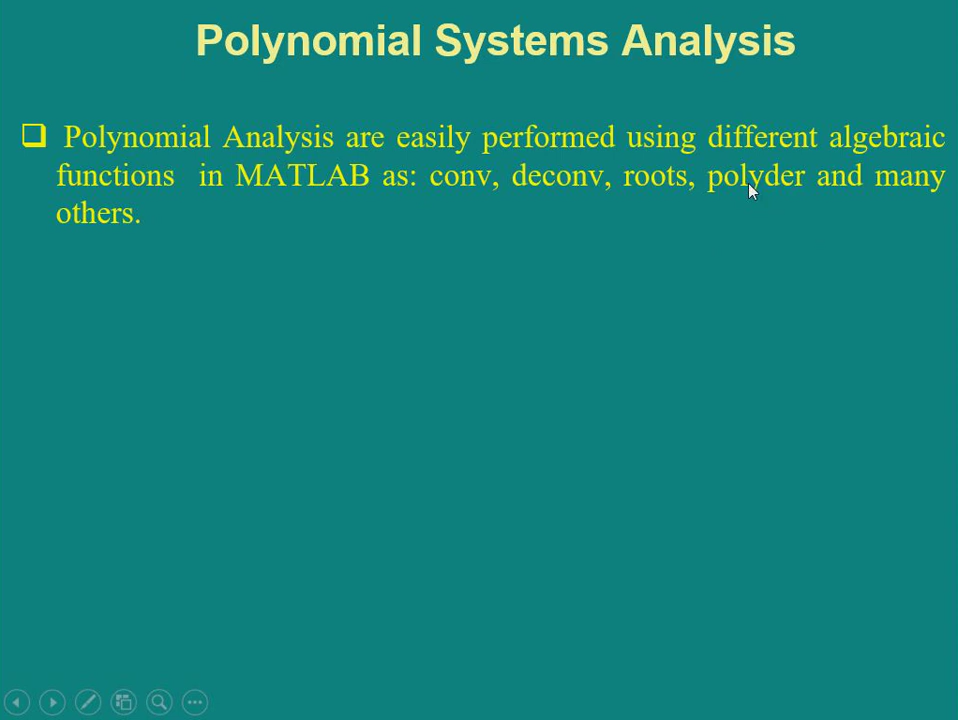 Polynomial Systems Analysis
Polynomial Analysis are easily performed using different algebraic
functions in MATLAB as: conv, deconv, roots, polyder and many
others.